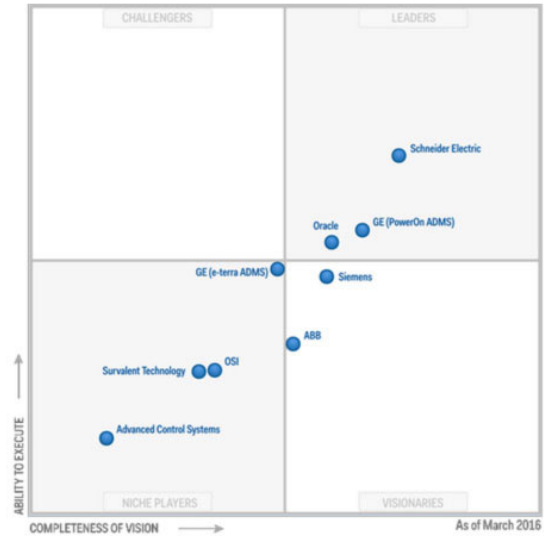 CHALLENGERS
LEADERS
Schneider Electric
GE (PowerOn ADMS)
Oracle
GE (e-terra ADMS)
Siemens
ABB
OSI
Survalent Technology
Advanced Control Systems
NICHE PLAYERS
VISIONARIES
ABILITY TO EXECUTE
COMPLETENESS OF VISION
As of March 2016